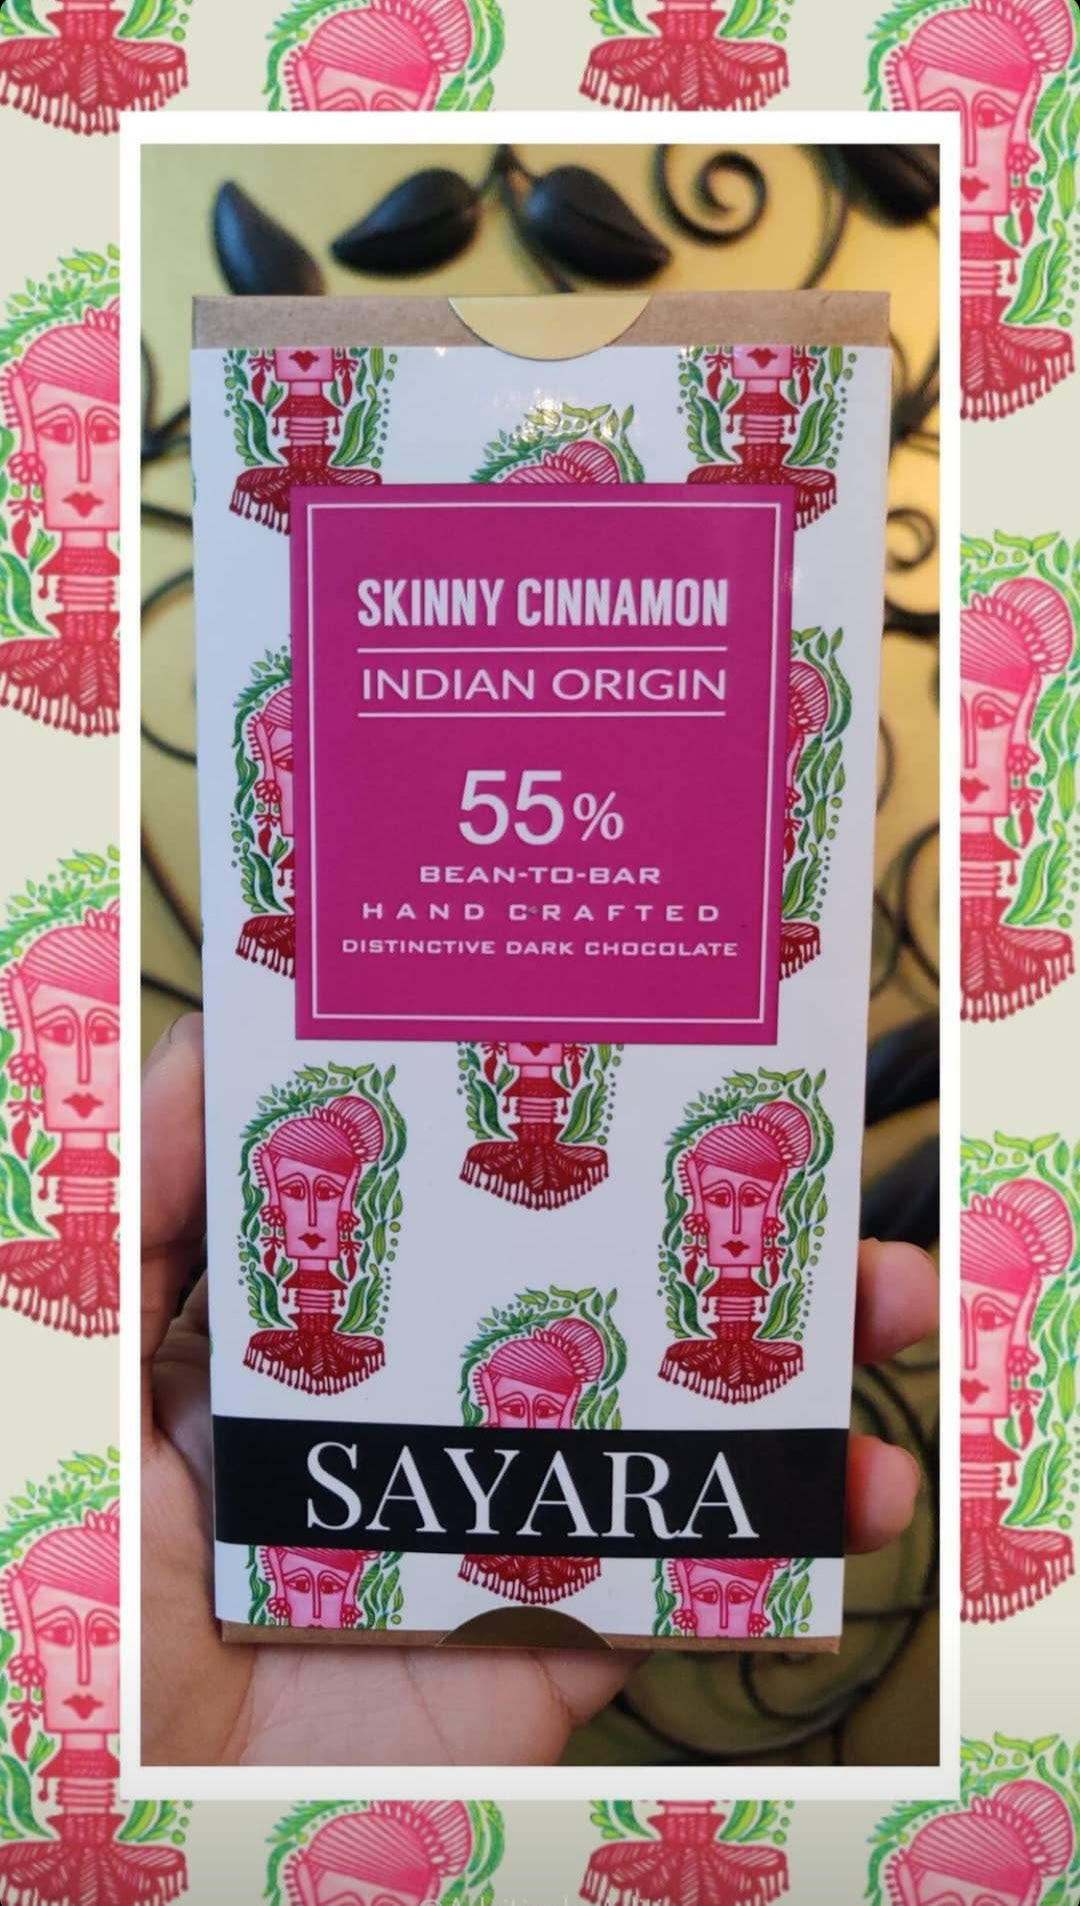 SKINNY CINNAMON
INDIAN ORIGIN
55%
BEAN-TO-BAR
HAND CRAFTED
DISTINCTIVE DARK CHOCOLATE
SAYARA